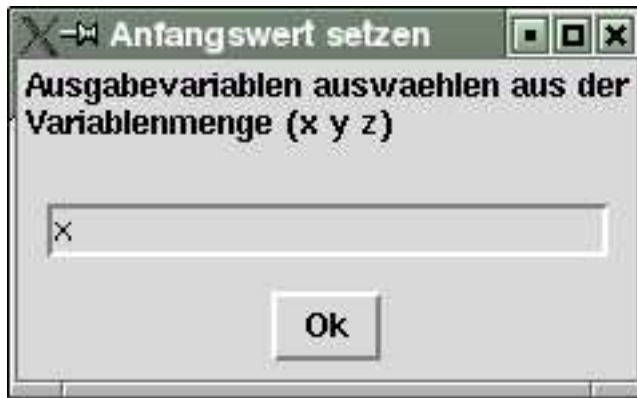 Anfangswert setzen
Ausgabevariablen auswaehlen aus der
Variablenmenge (x y z)
x
Ok